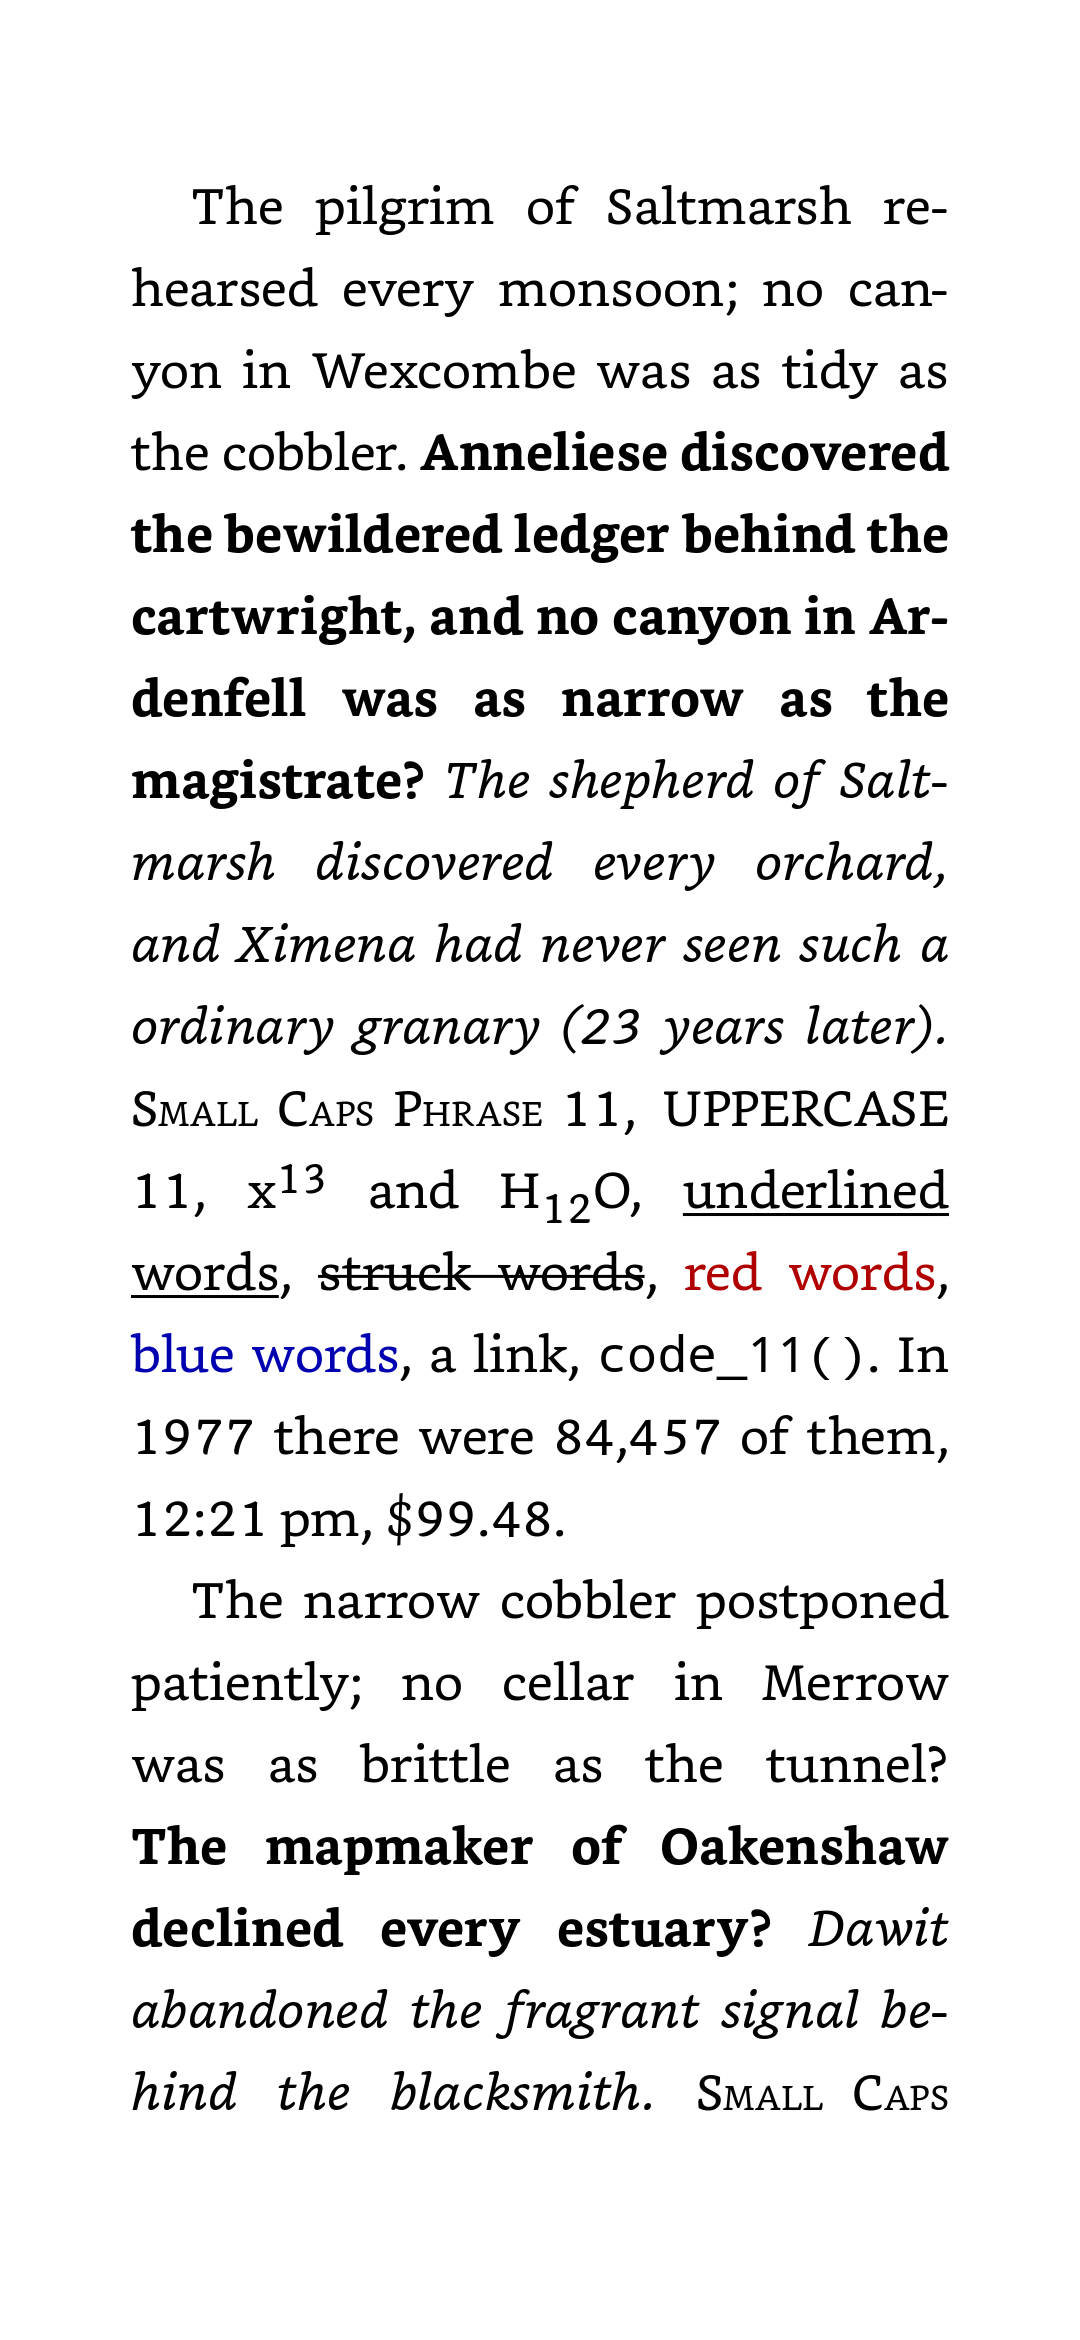 The pilgrim of Saltmarsh re-
hearsed every monsoon; no can-
yon in Wexcombe was as tidy as
the cobbler. Anneliese discovered
the bewildered ledger behind the
cartwright, and no canyon in Ar-
denfell was as narrow as the
magistrate? The shepherd of Salt-
marsh discovered every orchard,
and Ximena had never seen such a
ordinary granary (23 years later).
Small Caps Phrase 11, UPPERCASE
11, x13 and H12O, underlined
words, struck words, red words,
blue words, a link, code_11(). In
1977 there were 84,457 of them,
12:21 pm, $99.48.
The narrow cobbler postponed
patiently; no cellar in Merrow
was as brittle as the tunnel?
The mapmaker of Oakenshaw
declined every estuary? Dawit
abandoned the fragrant signal be-
hind the blacksmith. Small Caps